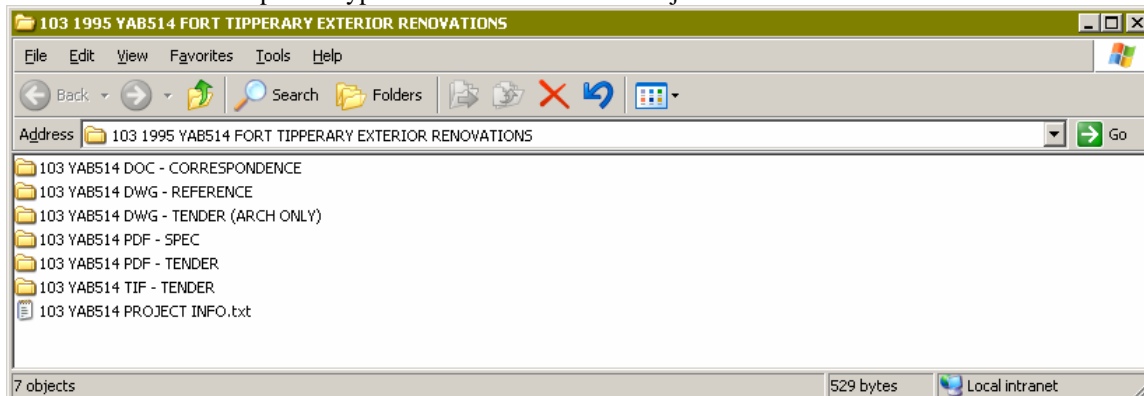 103 1995 YAB514 FORT TIPPERARY EXTERIOR RENOVATIONS
File Edit View Favorites Tools Help
Back Search Folders
Address 103 1995 YAB514 FORT TIPPERARY EXTERIOR RENOVATIONS Go
103 YAB514 DOC - CORRESPONDENCE
103 YAB514 DWG - REFERENCE
103 YAB514 DWG - TENDER (ARCH ONLY)
103 YAB514 PDF - SPEC
103 YAB514 PDF - TENDER
103 YAB514 TIF - TENDER
103 YAB514 PROJECT INFO.txt
7 objects 529 bytes Local intranet